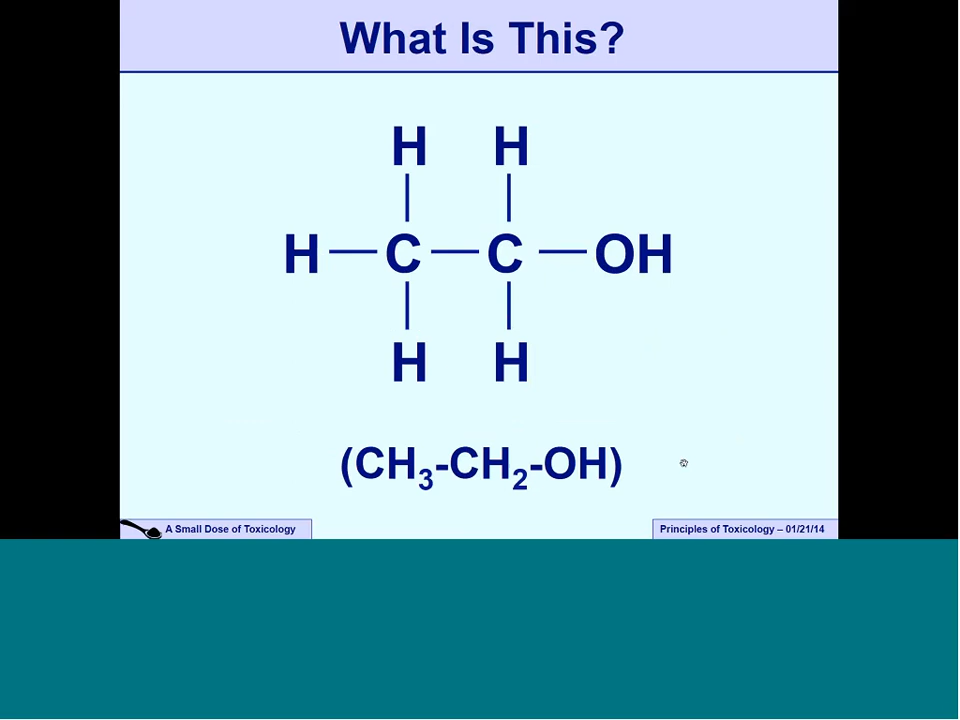 What Is This?
H H
H — C — C — OH
H H
(CH₃-CH₂-OH)
A Small Dose of Toxicology
Principles of Toxicology – 01/21/14